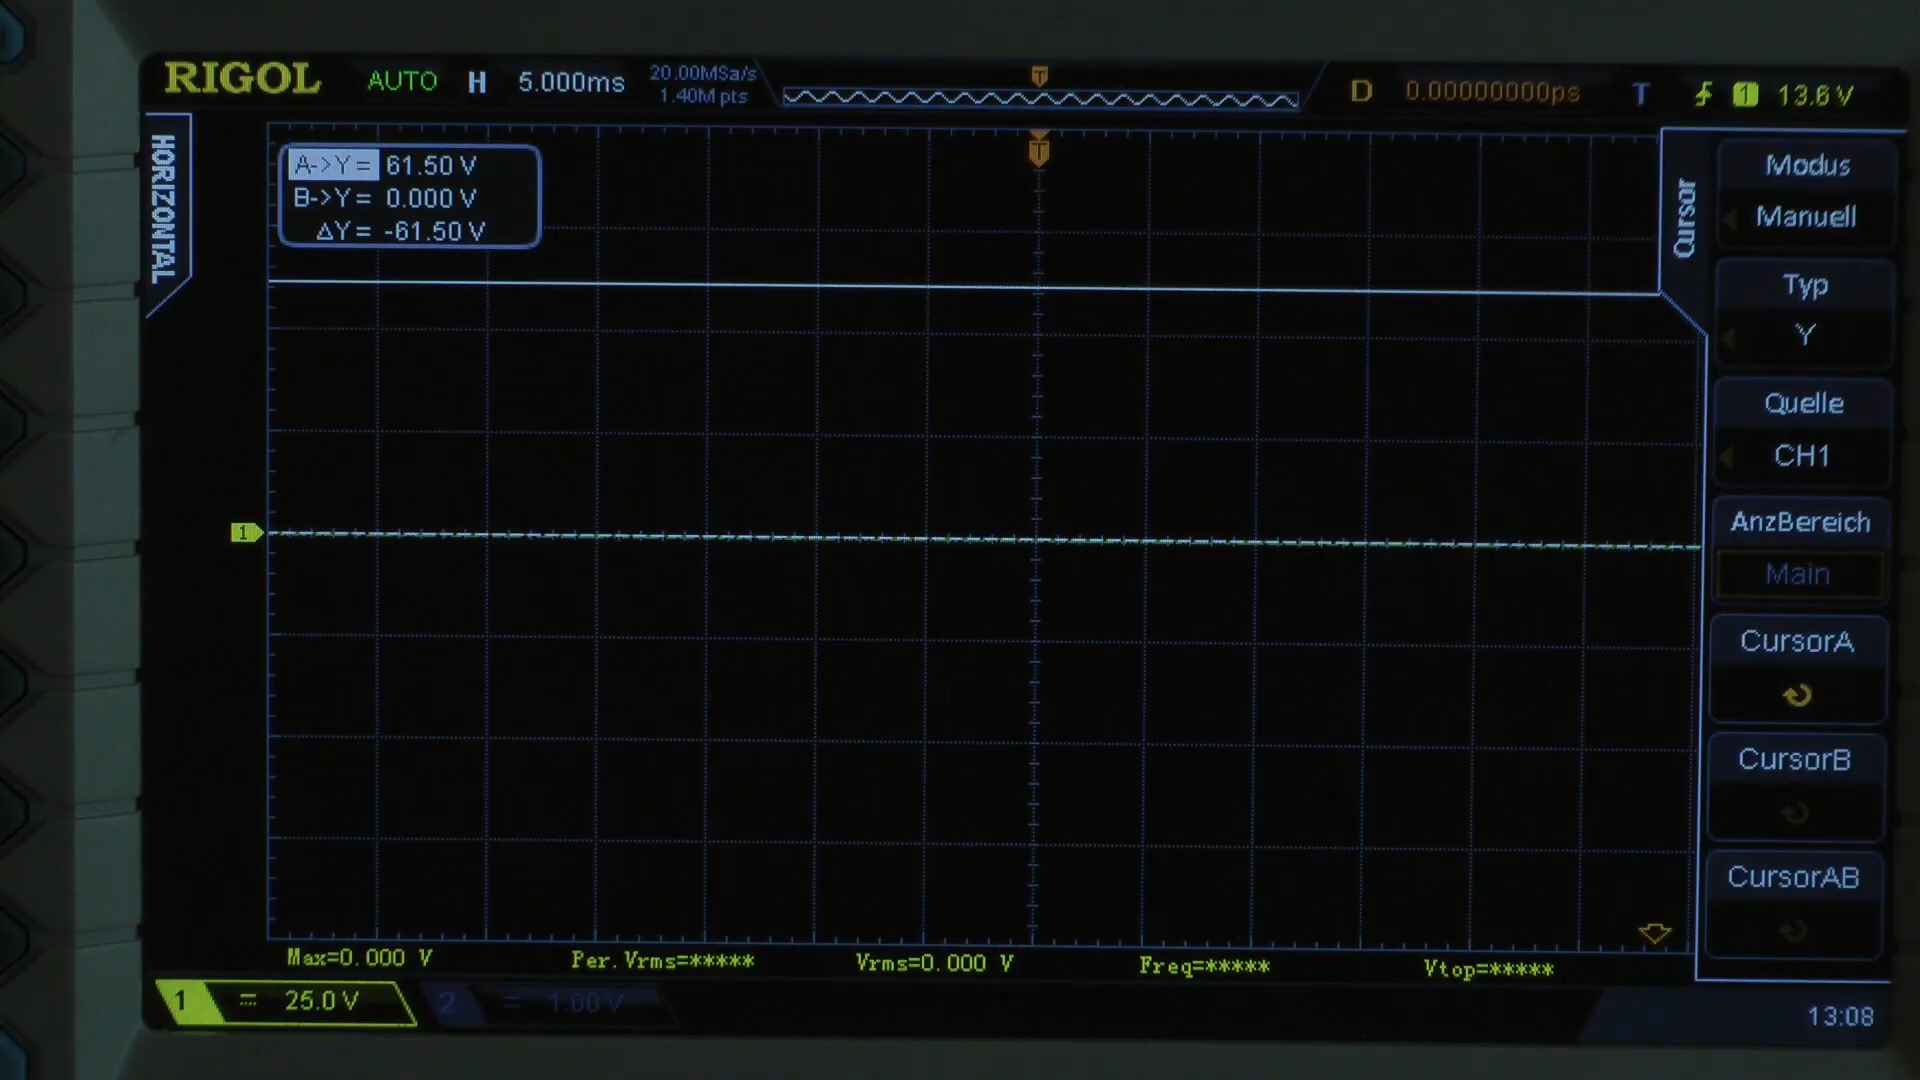 RIGOL AUTO H 5.000ms 20.00MSa/s D 0.00000000ps T 1 13.6 V
1.40M pts
T
HORIZONTAL
T
A->Y= 61.50 V
B->Y= 0.000 V
ΔY= -61.50 V
1
Cursor
Modus
Manuell
Typ
Y
Quelle
CH1
AnzBereich
Main
CursorA
CursorB
CursorAB
Max=0.000 V Per.Vrms=***** Vrms=0.000 V Freq=***** Vtop=*****
1 = 25.0 V 2 = 1.00 V
13:08